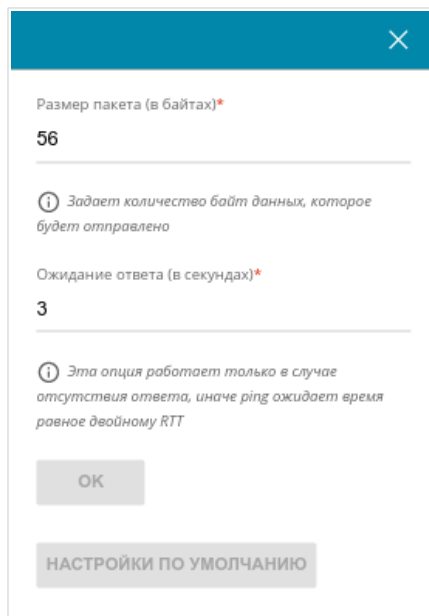 Размер пакета (в байтах)*
56
Задает количество байт данных, которое
будет отправлено
Ожидание ответа (в секундах)*
3
Эта опция работает только в случае
отсутствия ответа, иначе ping ожидает время
равное двойному RTT
OK
НАСТРОЙКИ ПО УМОЛЧАНИЮ